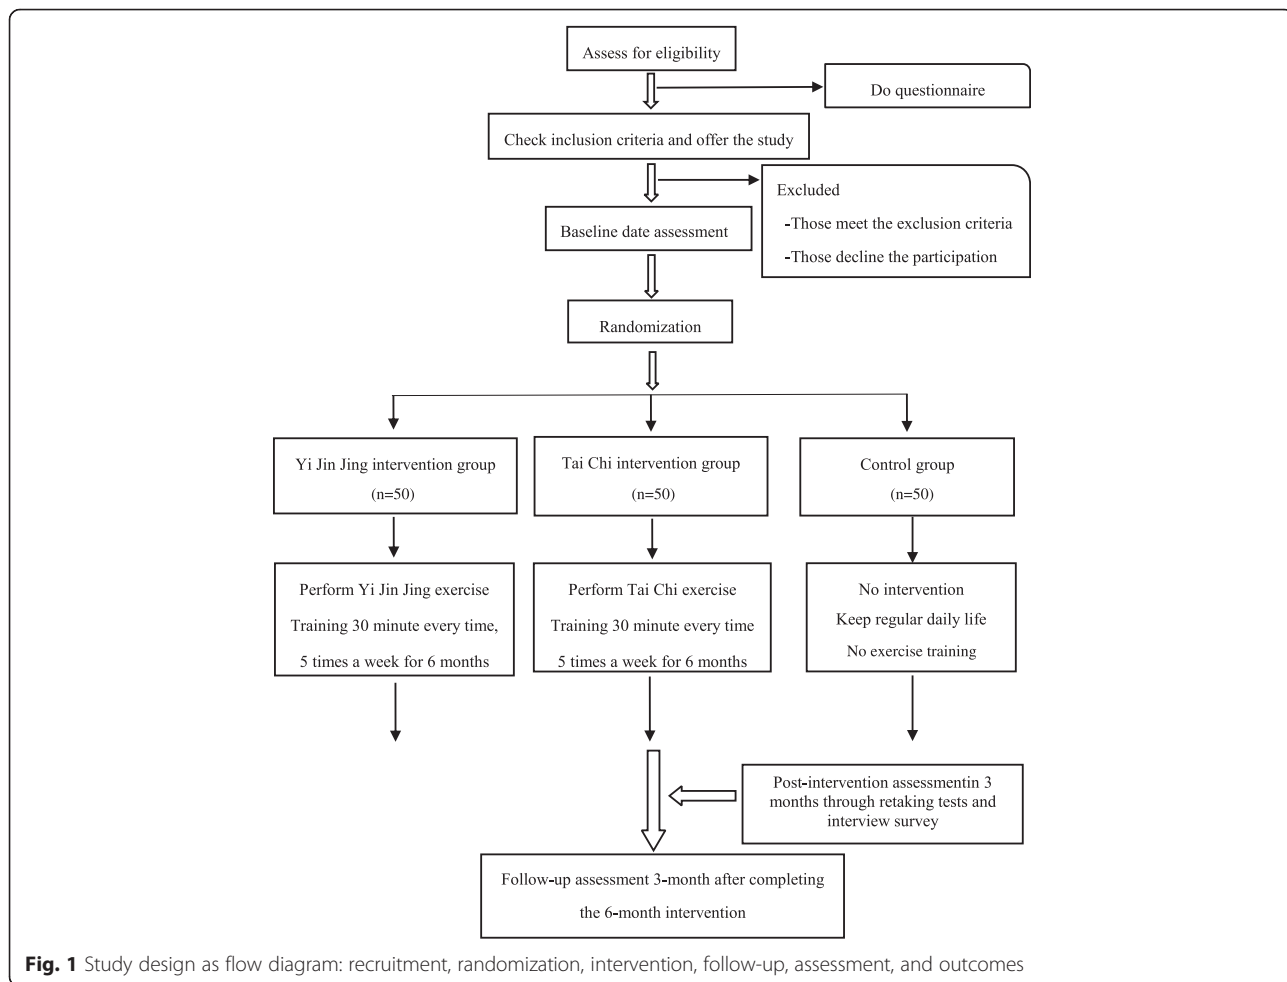 Assess for eligibility
Do questionnaire
Check inclusion criteria and offer the study
Excluded
-Those meet the exclusion criteria
-Those decline the participation
Baseline date assessment
Randomization
Yi Jin Jing intervention group
(n=50)
Tai Chi intervention group
(n=50)
Control group
(n=50)
Perform Yi Jin Jing exercise
Training 30 minute every time,
5 times a week for 6 months
Perform Tai Chi exercise
Training 30 minute every time
5 times a week for 6 months
No intervention
Keep regular daily life
No exercise training
Post-intervention assessmentin 3
months through retaking tests and
interview survey
Follow-up assessment 3-month after completing
the 6-month intervention
Fig. 1 Study design as flow diagram: recruitment, randomization, intervention, follow-up, assessment, and outcomes